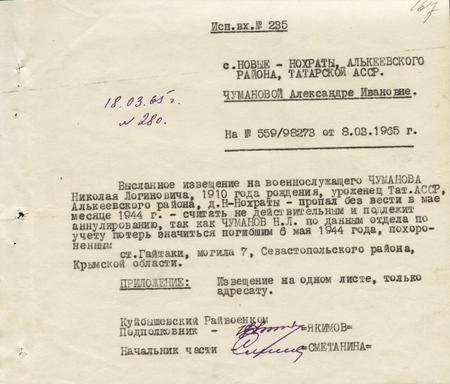 167
Исп.вх.№ 235
с.НОВЫЕ - НОХРАТЫ, АЛЬКЕЕВСКОГО
РАЙОНА, ТАТАРСКОЙ АССР.
18.03.65 г.
N 280.
ЧУМАНОВОЙ Александре Ивановне.
На № 559/98273 от 8.03.1965 г.
Высланное извещение на военнослужащего ЧУМАНОВА
Николая Логиновича, 1910 года рождения, урохенец Тат.АССР,
Алькеевского района, д.Н-Нохраты - пропал без вести в мае
месяце 1944 г. - считать не действительным и подлежит
аннулированию, так как ЧУМАНОВ Н.Л. по данным отдела по
учету потерь значиться погибшим 6 мая 1944 года, похоро-
ненным
ст.Гайтаки, могила 7, Севастопольского района,
Крымской области.
ПРИЛОЖЕНИЕ: Извещение на одном листе, только
адресату.
Куйбышевский Райвоенком
Подполковник - =ЯКИМОВ=
Начальник части - =СМЕТАНИНА=